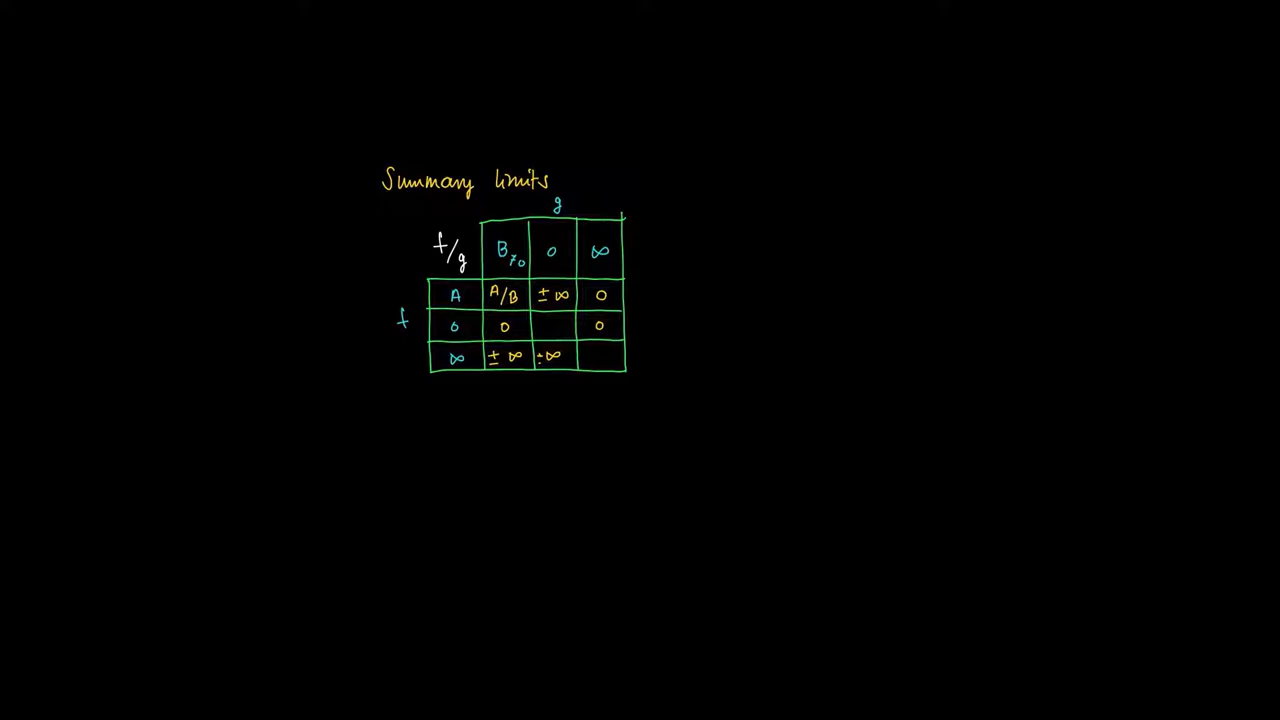 Summary limits
g
f/g B≠0 0 ∞
A A/B ± ∞ 0
f 0 0 0
∞ ± ∞ ±∞